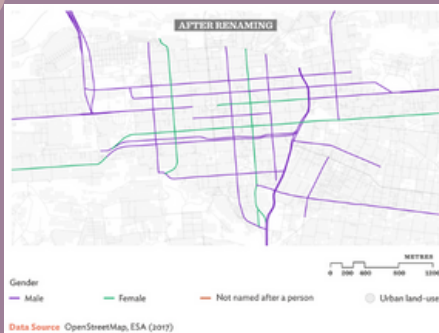 AFTER RENAMING
METRES
0 200 400 800 1200
Gender
Male Female Not named after a person Urban land-use
Data Source OpenStreetMap, ESA (2017)